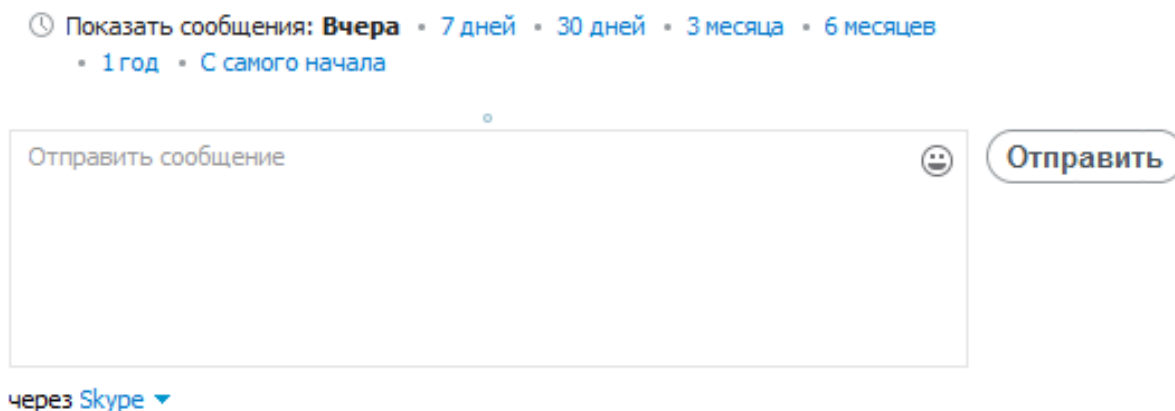 Показать сообщения: Вчера • 7 дней • 30 дней • 3 месяца • 6 месяцев
• 1 год • С самого начала
Отправить сообщение
Отправить
через Skype